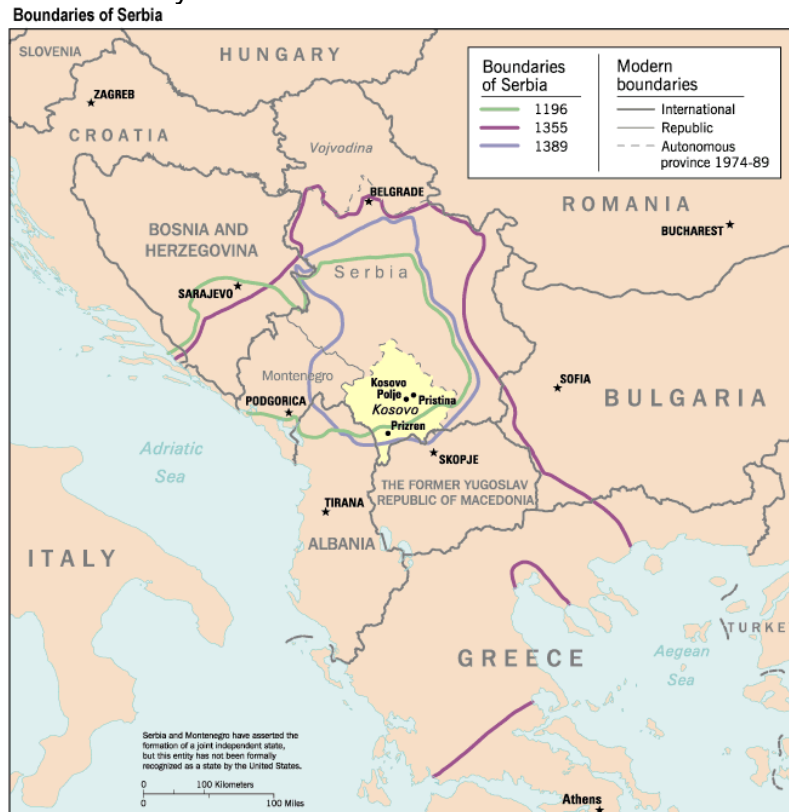 Boundaries of Serbia
SLOVENIA
HUNGARY
ZAGREB
CROATIA
Boundaries
of Serbia
1196
1355
1389
Modern
boundaries
International
Republic
Autonomous
province 1974-89
Vojvodina
BELGRADE
ROMANIA
BUCHAREST
BOSNIA AND
HERZEGOVINA
SARAJEVO
Serbia
Montenegro
PODGORICA
Kosovo
Polje
Pristina
Kosovo
Prizren
SOFIA
BULGARIA
SKOPJE
THE FORMER YUGOSLAV
REPUBLIC OF MACEDONIA
Adriatic
Sea
TIRANA
ALBANIA
ITALY
GREECE
Aegean
Sea
TURKE
Serbia and Montenegro have asserted the
formation of a joint independent state,
but this entity has not been formally
recognized as a state by the United States.
0 100 Kilometers
0 100 Miles
Athens